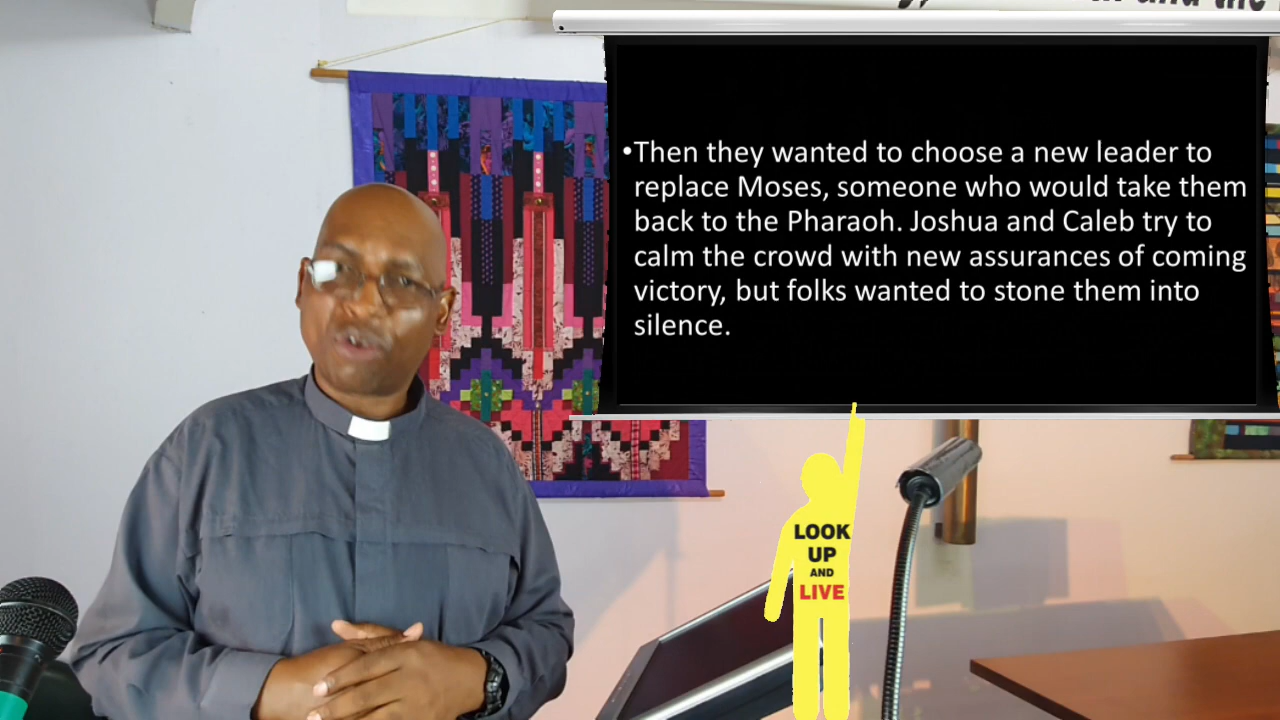 and the
•Then they wanted to choose a new leader to
replace Moses, someone who would take them
back to the Pharaoh. Joshua and Caleb try to
calm the crowd with new assurances of coming
victory, but folks wanted to stone them into
silence.
LOOK
UP
AND
LIVE